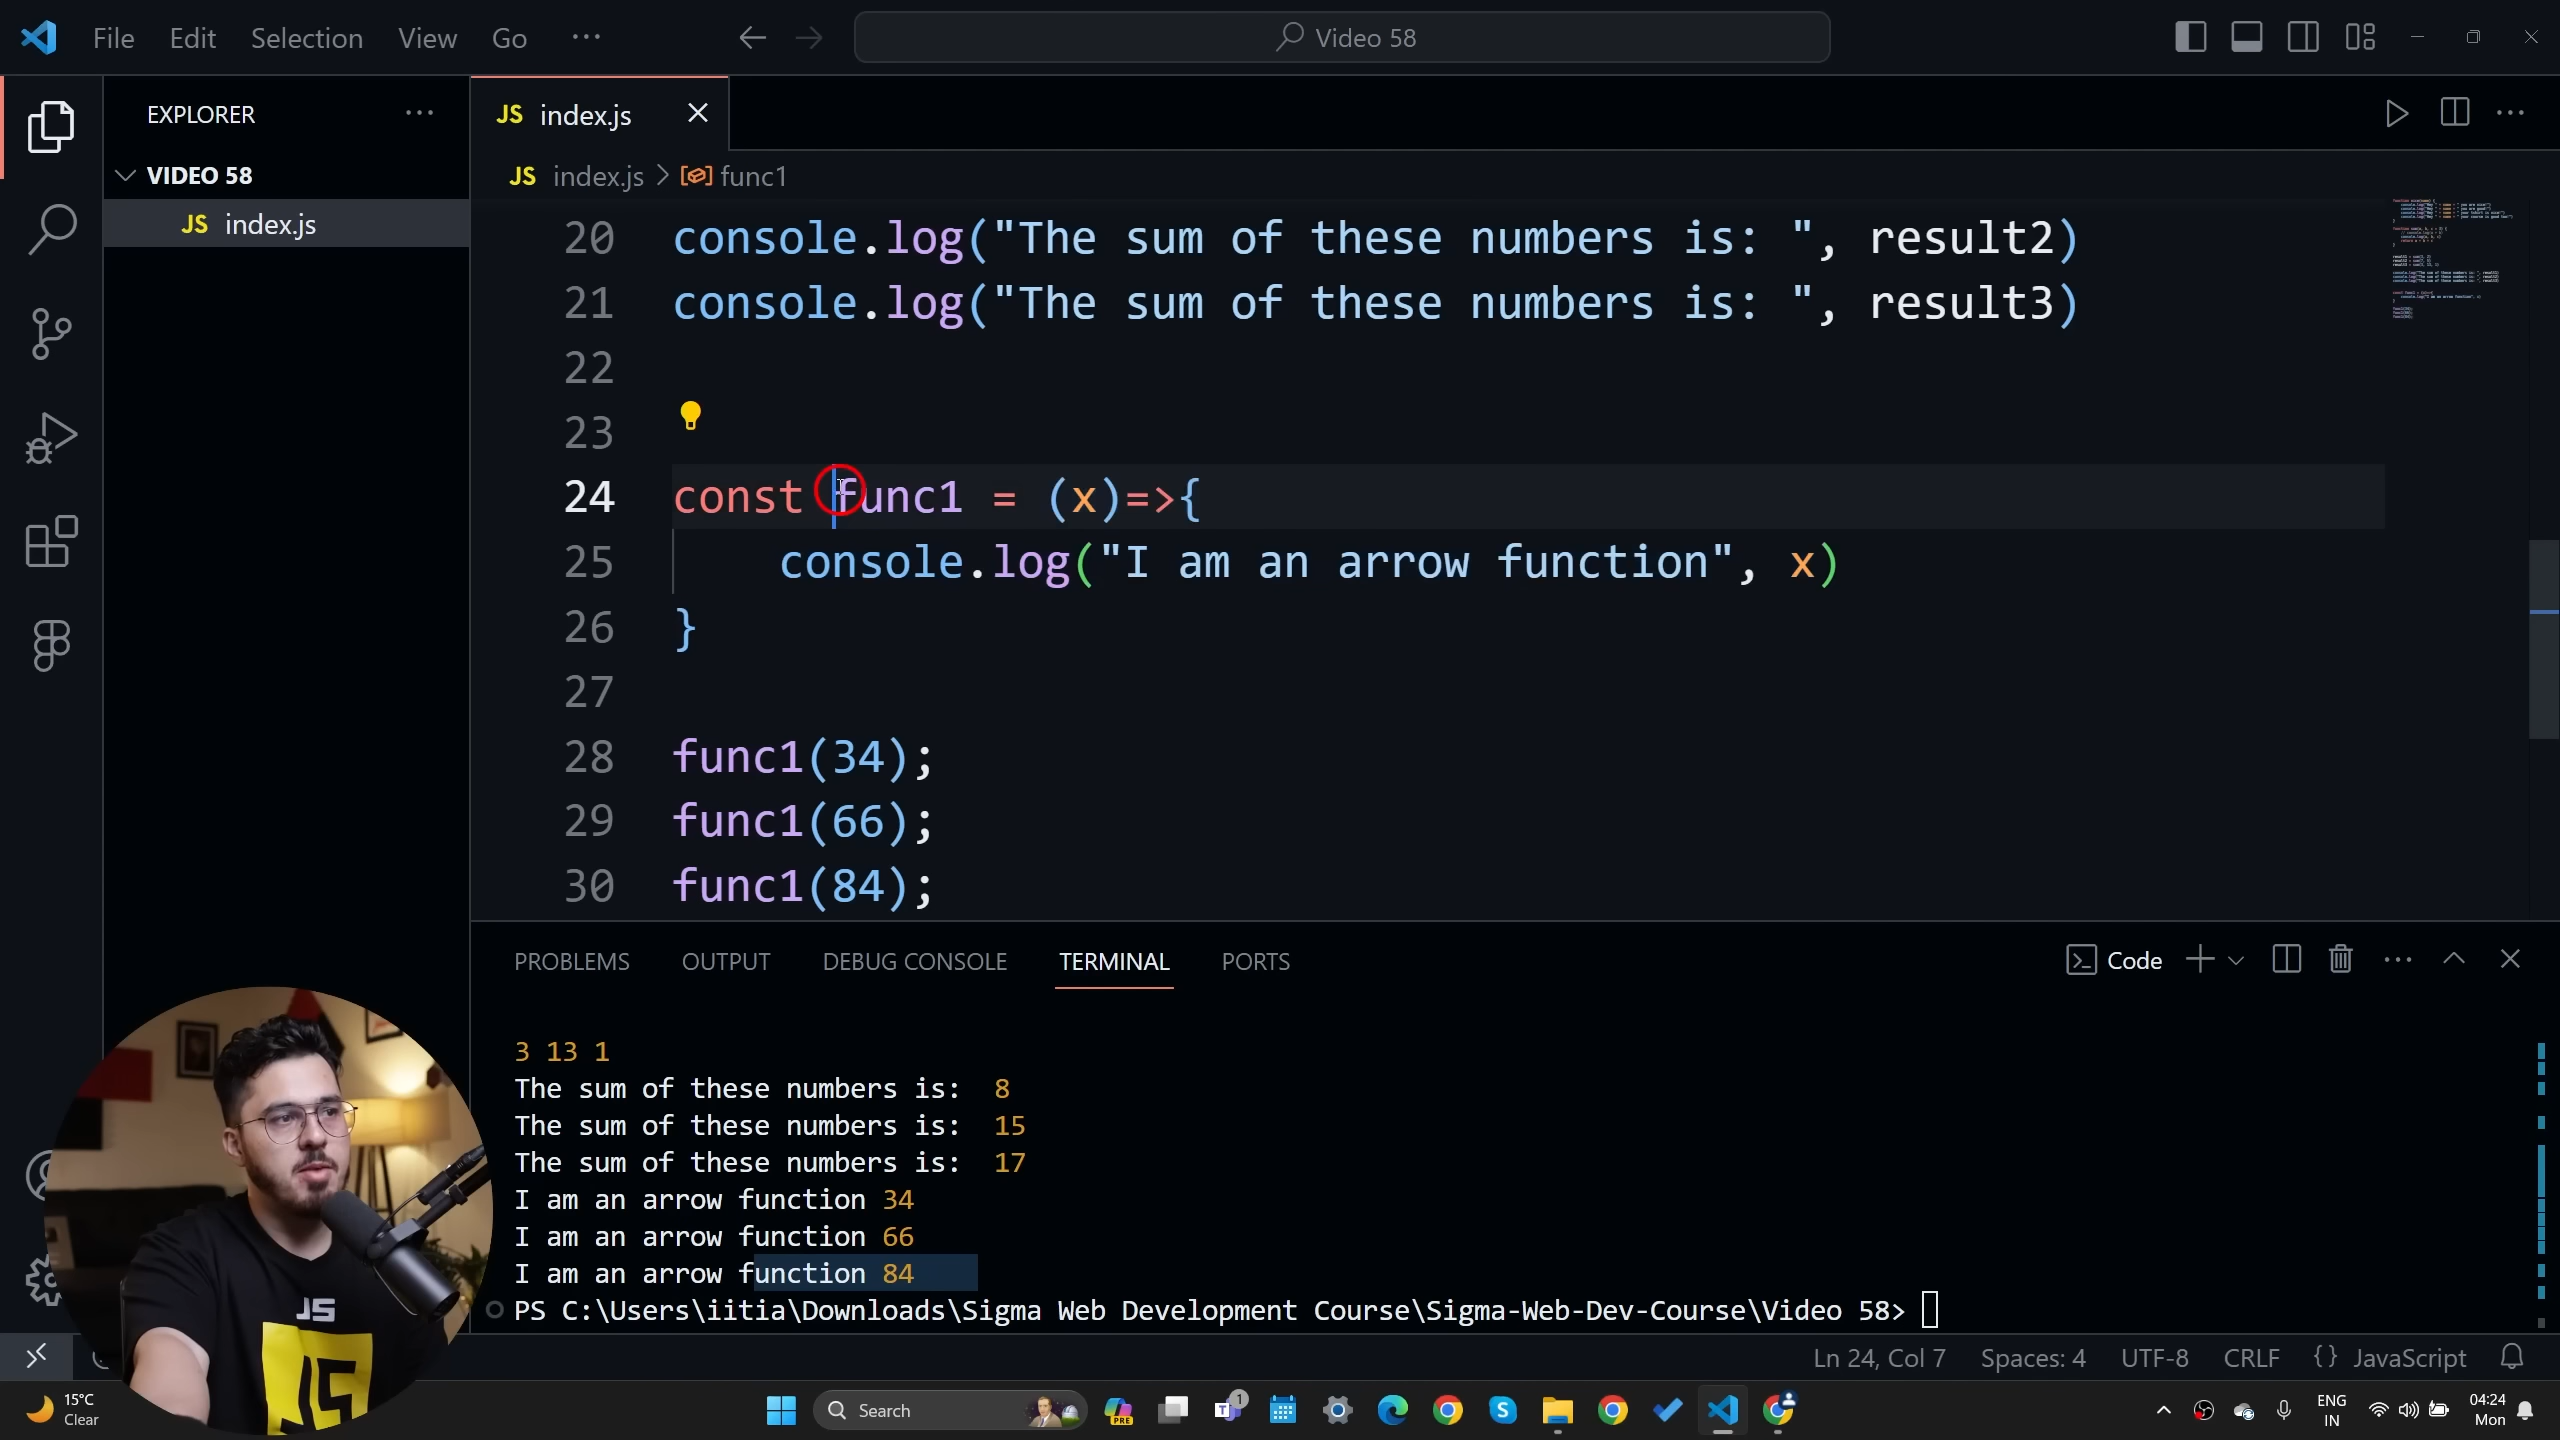 File Edit Selection View Go ···
Video 58
EXPLORER ···
VIDEO 58
JS index.js
JS index.js
JS index.js > func1
20 console.log("The sum of these numbers is: ", result2)
21 console.log("The sum of these numbers is: ", result3)
22
23
24 const func1 = (x)=>{
25 console.log("I am an arrow function", x)
26 }
27
28 func1(34);
29 func1(66);
30 func1(84);
PROBLEMS OUTPUT DEBUG CONSOLE TERMINAL PORTS
Code
3 13 1
The sum of these numbers is:  8
The sum of these numbers is:  15
The sum of these numbers is:  17
I am an arrow function 34
I am an arrow function 66
I am an arrow function 84
PS C:\Users\iitia\Downloads\Sigma Web Development Course\Sigma-Web-Dev-Course\Video 58>
JS
JS
Ln 24, Col 7 Spaces: 4 UTF-8 CRLF {} JavaScript
15°C
Clear
Search
PRE
1
ENG
IN
04:24
Mon